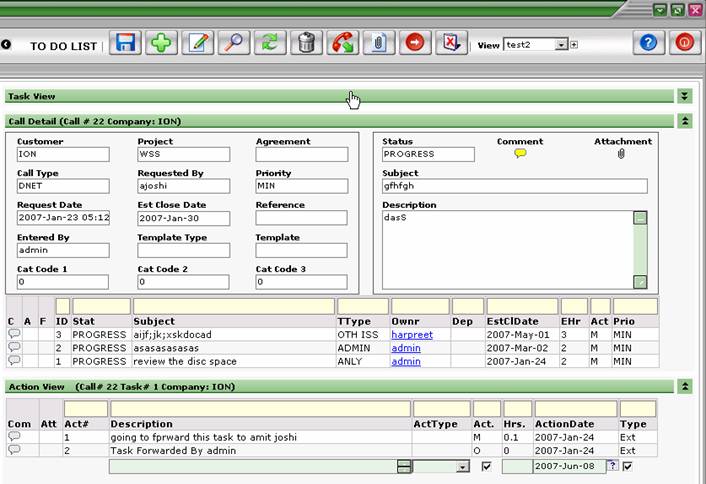 TO DO LIST View test2
Task View
Call Detail (Call # 22 Company: ION)
Customer Project Agreement Status Comment Attachment
ION WSS PROGRESS
Call Type Requested By Priority Subject
DNET ajoshi MIN gfhfgh
Request Date Est Close Date Reference Description
2007-Jan-23 05:12 2007-Jan-30 dasS
Entered By Template Type Template
admin
Cat Code 1 Cat Code 2 Cat Code 3
0 0 0
C A F ID Stat Subject TType Ownr Dep EstClDate EHr Act Prio
3 PROGRESS aijf;jk;xskdocad OTH ISS harpreet 2007-May-01 3 M MIN
2 PROGRESS asasasasasas ADMIN admin 2007-Mar-02 2 M MIN
1 PROGRESS review the disc space ANLY admin 2007-Jan-24 2 M MIN
Action View (Call# 22 Task# 1 Company: ION)
Com Att Act# Description ActType Act. Hrs. ActionDate Type
1 going to fprward this task to amit joshi M 0.1 2007-Jan-24 Ext
2 Task Forwarded By admin O 0 2007-Jan-24 Ext
2007-Jun-08 ?